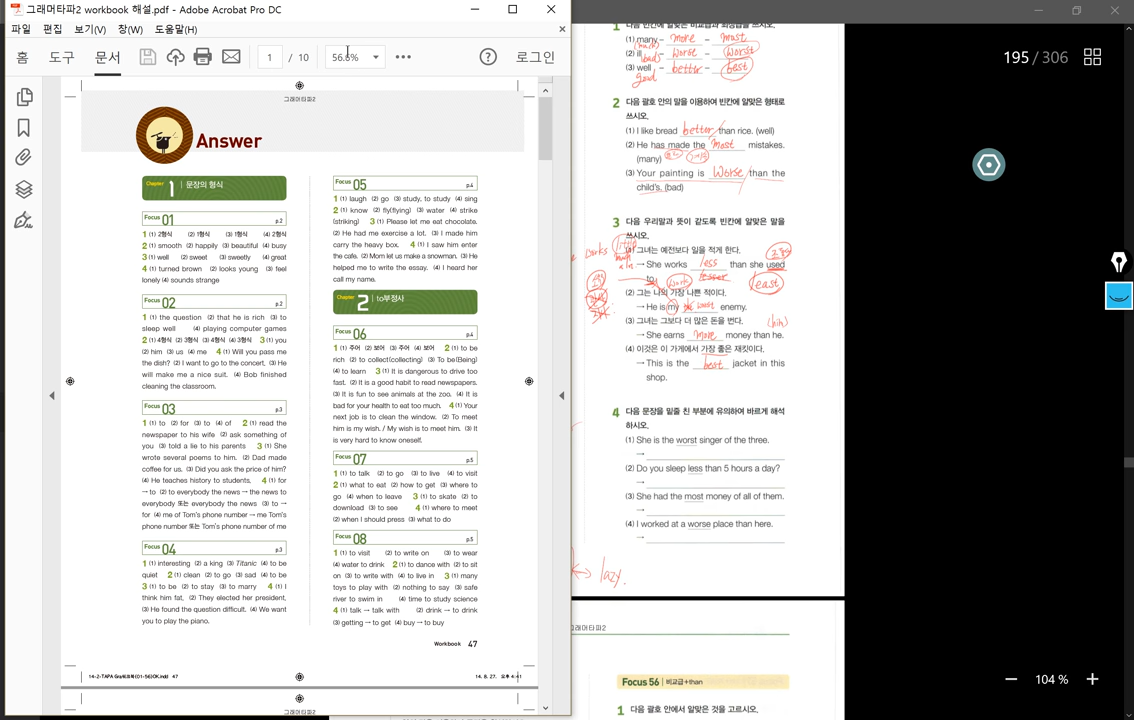 그래머타파2 workbook 해설.pdf - Adobe Acrobat Pro DC
파일 편집 보기(V) 창(W) 도움말(H)
홈 도구 문서 1 / 10 56.6% 로그인
그래머타파2
Answer
Chapter 1 문장의 형식
Focus 01 p.2
1 (1) 2형식 (2) 1형식 (3) 1형식 (4) 2형식
2 (1) smooth (2) happily (3) beautiful (4) busy
3 (1) well (2) sweet (3) sweetly (4) great
4 (1) turned brown (2) looks young (3) feel
lonely (4) sounds strange
Focus 02 p.2
1 (1) the question (2) that he is rich (3) to
sleep well (4) playing computer games
2 (1) 4형식 (2) 3형식 (3) 4형식 (4) 3형식 3 (1) you
(2) him (3) us (4) me 4 (1) Will you pass me
the dish? (2) I want to go to the concert. (3) He
will make me a nice suit. (4) Bob finished
cleaning the classroom.
Focus 03 p.3
1 (1) to (2) for (3) to (4) of 2 (1) read the
newspaper to his wife (2) ask something of
you (3) told a lie to his parents 3 (1) She
wrote several poems to him. (2) Dad made
coffee for us. (3) Did you ask the price of him?
(4) He teaches history to students. 4 (1) for
→ to (2) to everybody the news → the news to
everybody 또는 everybody the news (3) to →
for (4) me of Tom's phone number → me Tom's
phone number 또는 Tom's phone number of me
Focus 04 p.3
1 (1) interesting (2) a king (3) Titanic (4) to be
quiet 2 (1) clean (2) to go (3) sad (4) to be
3 (1) to be (2) to stay (3) to marry 4 (1) I
think him fat. (2) They elected her president.
(3) He found the question difficult. (4) We want
you to play the piano.
Focus 05 p.4
1 (1) laugh (2) go (3) study, to study (4) sing
2 (1) know (2) fly(flying) (3) water (4) strike
(striking) 3 (1) Please let me eat chocolate.
(2) He had me exercise a lot. (3) I made him
carry the heavy box. 4 (1) I saw him enter
the cafe. (2) Mom let us make a snowman. (3) He
helped me to write the essay. (4) I heard her
call my name.
Chapter 2 to부정사
Focus 06 p.4
1 (1) 주어 (2) 보어 (3) 주어 (4) 보어 2 (1) to be
rich (2) to collect(collecting) (3) To be(Being)
(4) to learn 3 (1) It is dangerous to drive too
fast. (2) It is a good habit to read newspapers.
(3) It is fun to see animals at the zoo. (4) It is
bad for your health to eat too much. 4 (1) Your
next job is to clean the window. (2) To meet
him is my wish. / My wish is to meet him. (3) It
is very hard to know oneself.
Focus 07 p.5
1 (1) to talk (2) to go (3) to live (4) to visit
2 (1) what to eat (2) how to get (3) where to
go (4) when to leave 3 (1) to skate (2) to
download (3) to see 4 (1) where to meet
(2) when I should press (3) what to do
Focus 08 p.5
1 (1) to visit (2) to write on (3) to wear
(4) water to drink 2 (1) to dance with (2) to sit
on (3) to write with (4) to live in 3 (1) many
toys to play with (2) nothing to say (3) safe
river to swim in (4) time to study science
4 (1) talk → talk with (2) drink → to drink
(3) getting → to get (4) buy → to buy
Workbook 47
그래머타파2
(1) many - more - most
(2) ill - worse - worst
(bad)
(3) well - better - best
good
2 다음 괄호 안의 말을 이용하여 빈칸에 알맞은 형태로
쓰시오.
(1) I like bread better than rice. (well)
(2) He has made the most mistakes.
(many)
(3) Your painting is worse than the
child's. (bad)
3 다음 우리말과 뜻이 같도록 빈칸에 알맞은 말을
쓰시오.
(1) 그녀는 예전보다 일을 적게 한다.
works little
→ She works less than she used
to. least
(2) 그는 나의 가장 나쁜 적이다.
→ He is my worst enemy.
(3) 그녀는 그보다 더 많은 돈을 번다. (him)
→ She earns more money than he.
(4) 이것은 이 가게에서 가장 좋은 재킷이다.
→ This is the best jacket in this
shop.
4 다음 문장을 밑줄 친 부분에 유의하여 바르게 해석
하시오.
(1) She is the worst singer of the three.
→
(2) Do you sleep less than 5 hours a day?
→
(3) She had the most money of all of them.
→
(4) I worked at a worse place than here.
→
lazy.
그래머타파2
Focus 56 비교급+than
1 다음 괄호 안에서 알맞은 것을 고르시오.
195 / 306
104 %